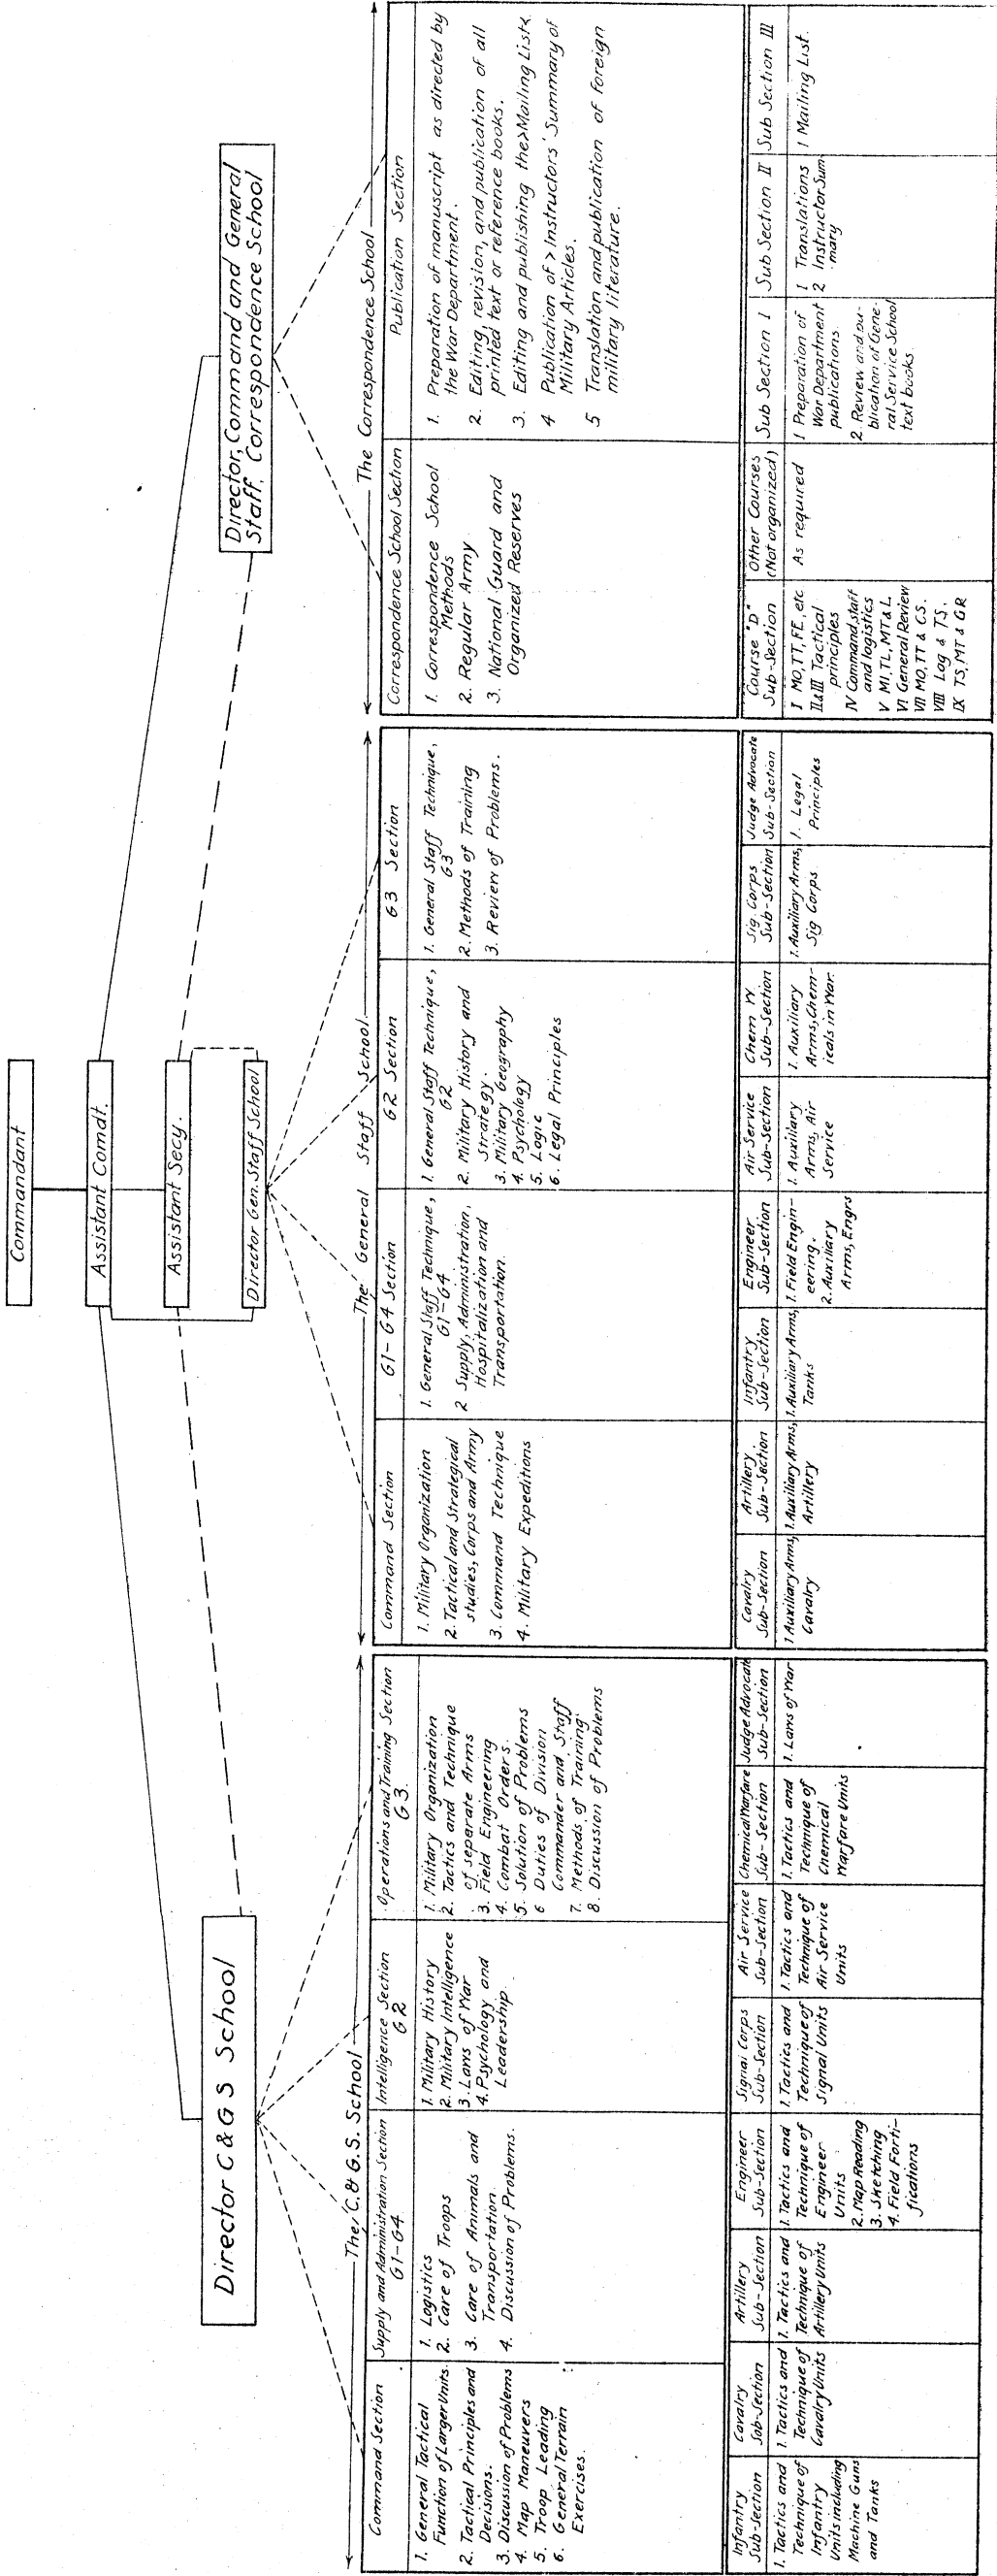 Commandant
Assistant Comdt.
Assistant Secy.
Director Gen. Staff School
Director C & G S School
Director, Command and General
Staff, Correspondence School
The C. & G.S. School
Command Section
1. General Tactical
Function of Larger Units.
2. Tactical Principles and
Decisions.
3. Discussion of Problems
4. Map Maneuvers
5. Troop Leading
6. General Terrain
Exercises.
Supply and Administration Section
G1-G4
1. Logistics
2. Care of Troops
3. Care of Animals and
Transportation
4. Discussion of Problems.
Intelligence Section
G2
1. Military History
2. Military Intelligence
3. Laws of War
4. Psychology and
Leadership.
Operations and Training Section
G3.
1. Military Organization
2. Tactics and Technique
of separate Arms
3. Field Engineering
4. Combat Orders.
5. Solution of Problems
6 Duties of Division
Commander and Staff
7. Methods of Training
8. Discussion of Problems
Infantry
Sub-Section
1. Tactics and
Technique of
Infantry
Units including
Machine Guns
and Tanks
Cavalry
Sub-Section
1. Tactics and
Technique of
Cavalry Units
Artillery
Sub-Section
1. Tactics and
Technique of
Artillery Units
Engineer
Sub-Section
1. Tactics and
Technique of
Engineer
Units
2. Map Reading
3. Sketching
4. Field Forti-
fications
Signal Corps
Sub-Section
1. Tactics and
Technique of
Signal Units
Air Service
Sub-Section
1. Tactics and
Technique of
Air Service
Units
Chemical Warfare
Sub-Section
1. Tactics and
Technique of
Chemical
Warfare Units
Judge Advocate
Sub-Section
1. Laws of War
The General Staff School
Command Section
1. Military Organization
2. Tactical and Strategical
studies, Corps and Army
3. Command Technique
4. Military Expeditions
G1-G4 Section
1. General Staff Technique,
G1-G4
2 Supply, Administration,
Hospitalization and
Transportation.
G2 Section
1. General Staff Technique,
G2
2. Military History and
Strategy.
3. Military Geography
4. Psychology
5. Logic
6. Legal Principles
G3 Section
1. General Staff Technique,
G3
2. Methods of Training
3. Review of Problems.
Cavalry
Sub-Section
1 Auxiliary Arms,
Cavalry
Artillery
Sub-Section
1. Auxiliary Arms,
Artillery
Infantry
Sub-Section
1. Auxiliary Arms,
Tanks
Engineer
Sub-Section
1. Field Engin-
eering.
2. Auxiliary
Arms, Engrs
Air Service
Sub-Section
1. Auxiliary
Arms, Air
Service
Chem W
Sub-Section
1. Auxiliary
Arms, Chem-
icals in War.
Sig Corps
Sub-Section
1. Auxiliary Arms,
Sig Corps.
Judge Advocate
Sub-Section
1. Legal
Principles
The Correspondence School
Correspondence School Section
1. Correspondence School
Methods
2. Regular Army
3. National Guard and
Organized Reserves
Publication Section
1. Preparation of manuscript as directed by
the War Department.
2. Editing, revision, and publication of all
printed text or reference books.
3. Editing and publishing the >Mailing List<.
4 Publication of > Instructors' Summary of
Military Articles.
5 Translation and publication of foreign
military literature.
Course "D"
Sub-Section
I MO, TT, FE, etc
II & III Tactical
principles
IV Command, staff
and logistics
V MI, TL, MT & L.
VI General Review
VII MO, TT & CS.
VIII Log & TS.
IX TS, MT & GR
Other Courses
(Not organized)
As required
Sub Section I
1 Preparation of
War Department
publications.
2. Review and pu-
blication of Gene-
ral Service School
text books.
Sub Section II
1 Translations
2 Instructor Sum
mary
Sub Section III
1 Mailing List.